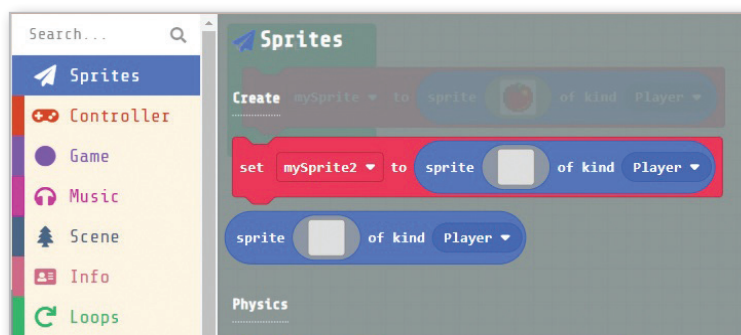 Search...
Sprites
Controller
Game
Music
Scene
Info
Loops
Sprites
Create mySprite to sprite of kind Player
set mySprite2 to sprite of kind Player
sprite of kind Player
Physics